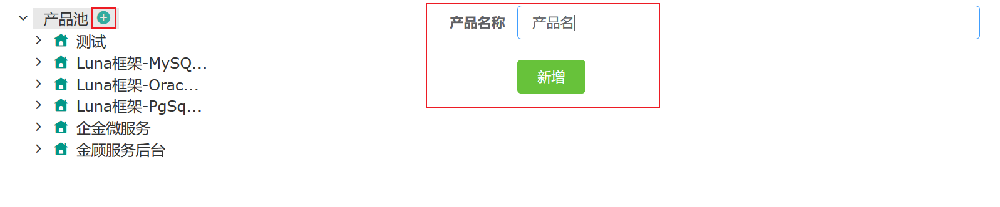 产品池
测试
Luna框架-MySQ...
Luna框架-Orac...
Luna框架-PgSq...
企金微服务
金顾服务后台
产品名称
产品名
新增